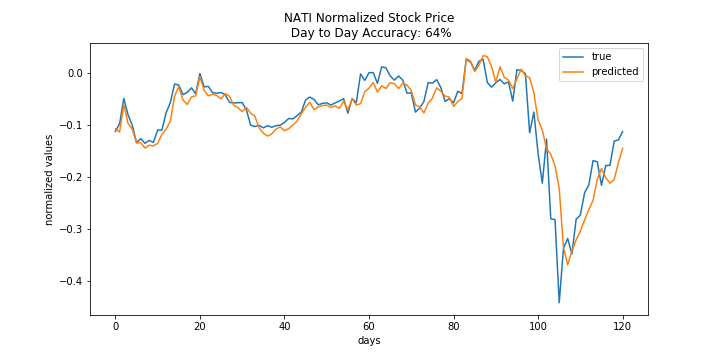 NATI Normalized Stock Price
Day to Day Accuracy: 64%
true
predicted
normalized values
0.0
−0.1
−0.2
−0.3
−0.4
0
20
40
60
80
100
120
days